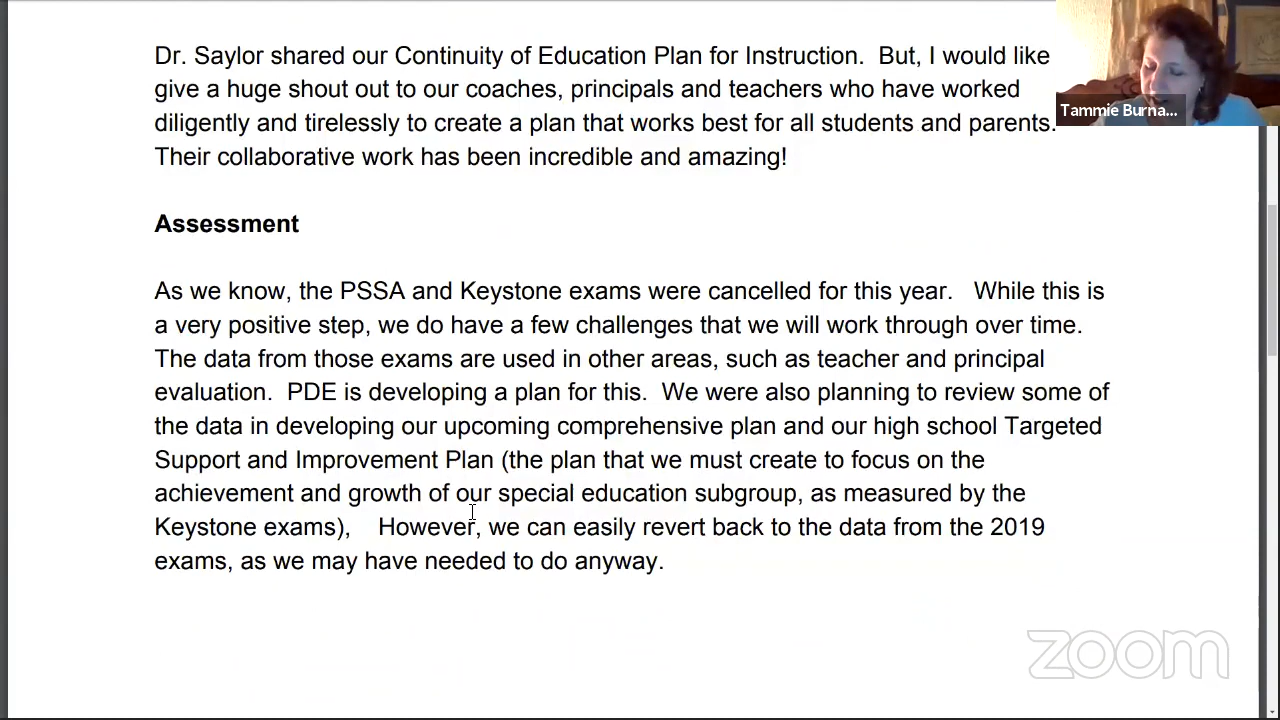 Dr. Saylor shared our Continuity of Education Plan for Instruction.  But, I would like
give a huge shout out to our coaches, principals and teachers who have worked
diligently and tirelessly to create a plan that works best for all students and parents.
Their collaborative work has been incredible and amazing!
Tammie Burna...
Assessment
As we know, the PSSA and Keystone exams were cancelled for this year.   While this is
a very positive step, we do have a few challenges that we will work through over time.
The data from those exams are used in other areas, such as teacher and principal
evaluation.  PDE is developing a plan for this.  We were also planning to review some of
the data in developing our upcoming comprehensive plan and our high school Targeted
Support and Improvement Plan (the plan that we must create to focus on the
achievement and growth of our special education subgroup, as measured by the
Keystone exams),    However, we can easily revert back to the data from the 2019
exams, as we may have needed to do anyway.
zoom